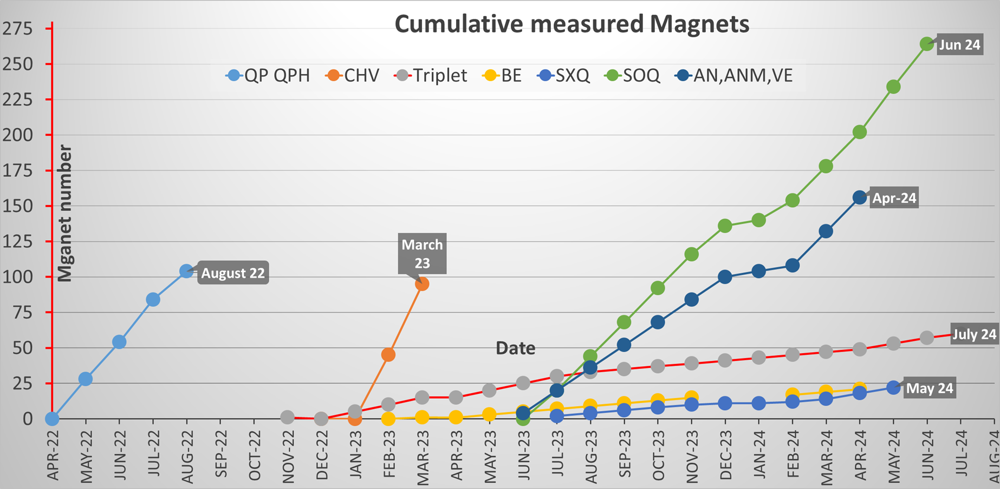 Cumulative measured Magnets
QP QPH CHV Triplet BE SXQ SOQ AN,ANM,VE
275
250
225
200
175
150
125
100
75
50
25
0
Mganet number
Date
August 22
March
23
Jun 24
Apr-24
July 24
May 24
APR-22 MAY-22 JUN-22 JUL-22 AUG-22 SEP-22 OCT-22 NOV-22 DEC-22 JAN-23 FEB-23 MAR-23 APR-23 MAY-23 JUN-23 JUL-23 AUG-23 SEP-23 OCT-23 NOV-23 DEC-23 JAN-24 FEB-24 MAR-24 APR-24 MAY-24 JUN-24 JUL-24 AUG-24